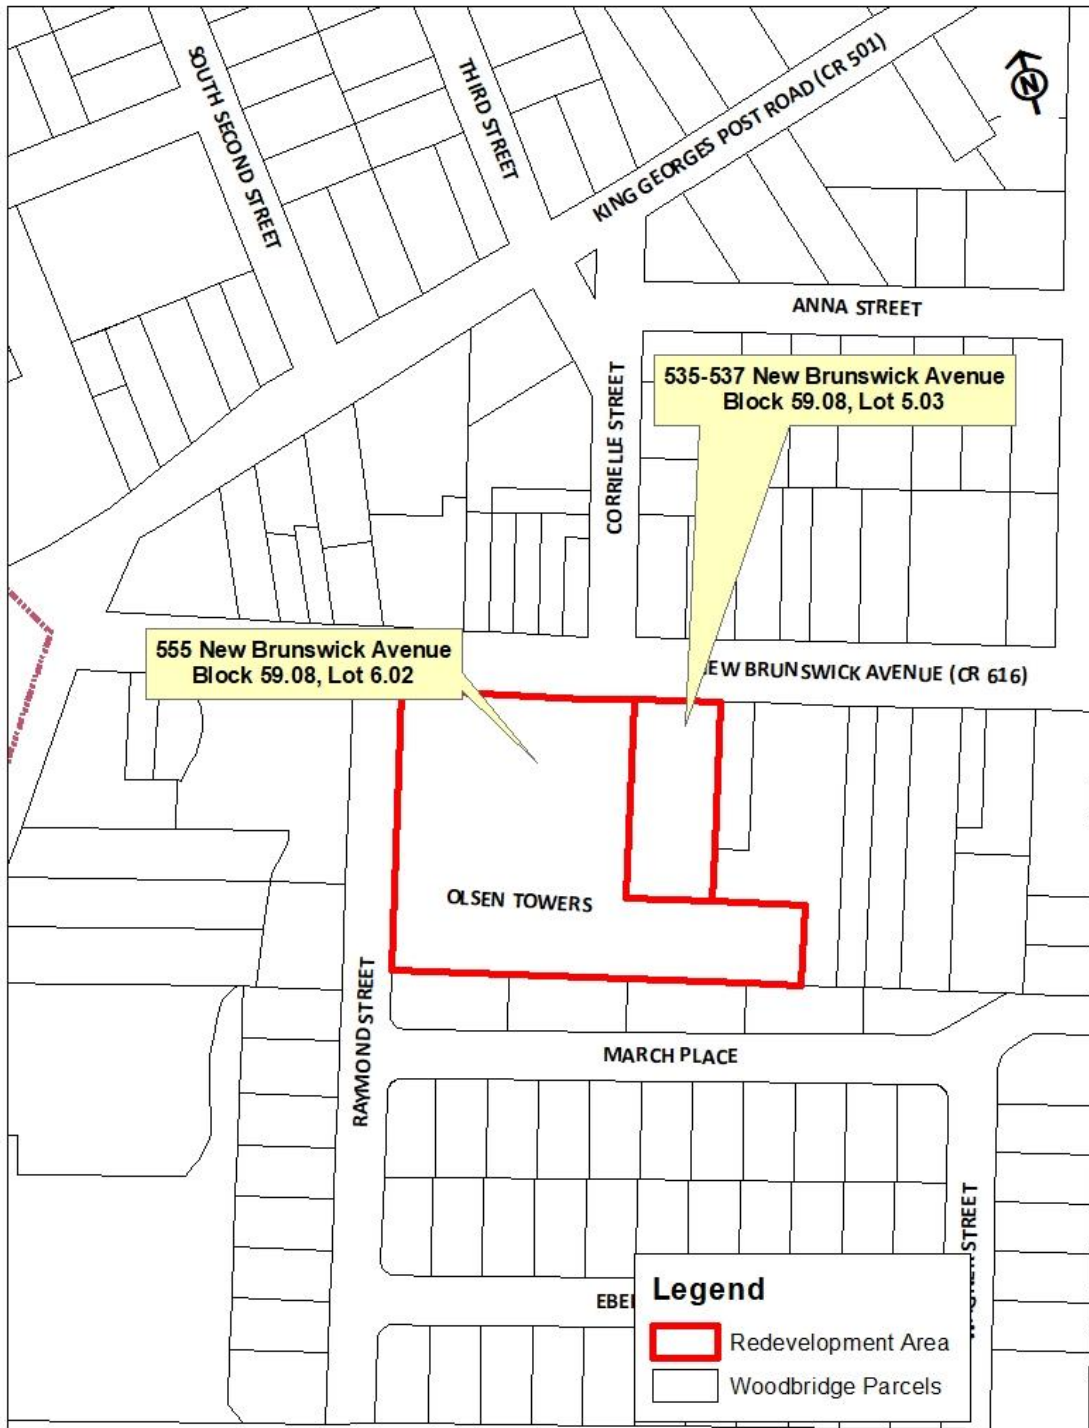 SOUTH SECOND STREET
THIRD STREET
KING GEORGES POST ROAD (CR 501)
N
ANNA STREET
535-537 New Brunswick Avenue
Block 59.08, Lot 5.03
CORRIELLE STREET
555 New Brunswick Avenue
Block 59.08, Lot 6.02
EW BRUNSWICK AVENUE (CR 616)
OLSEN TOWERS
RAYMOND STREET
MARCH PLACE
STREET
EBE
Legend
Redevelopment Area
Woodbridge Parcels